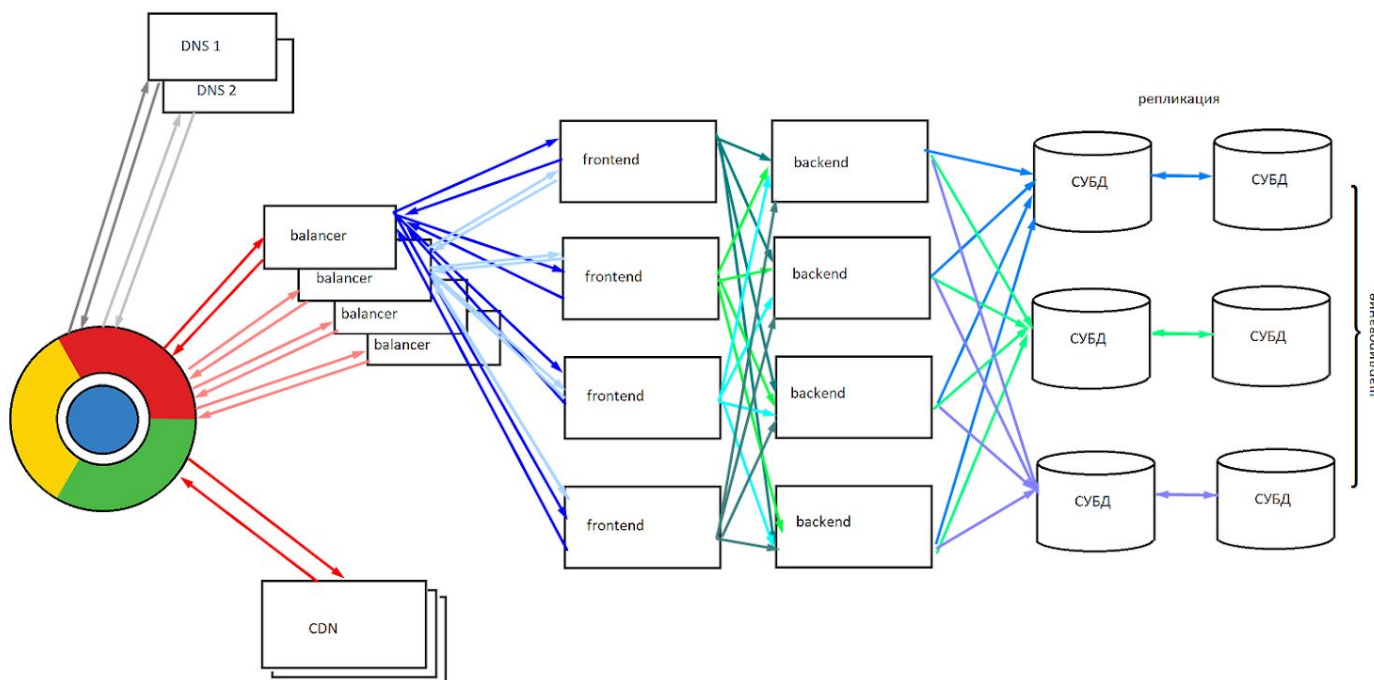 DNS 1
DNS 2
репликация
frontend
backend
СУБД
СУБД
balancer
balancer
balancer
balancer
frontend
backend
frontend
backend
СУБД
СУБД
frontend
backend
СУБД
СУБД
CDN
шардирование